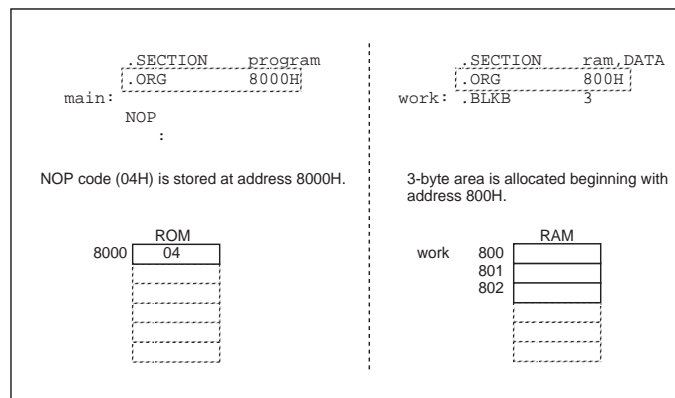 .SECTION program
.ORG 8000H
main:
NOP
:
NOP code (04H) is stored at address 8000H.
ROM
8000 04
.SECTION ram,DATA
.ORG 800H
work: .BLKB 3
3-byte area is allocated beginning with
address 800H.
RAM
work 800
801
802